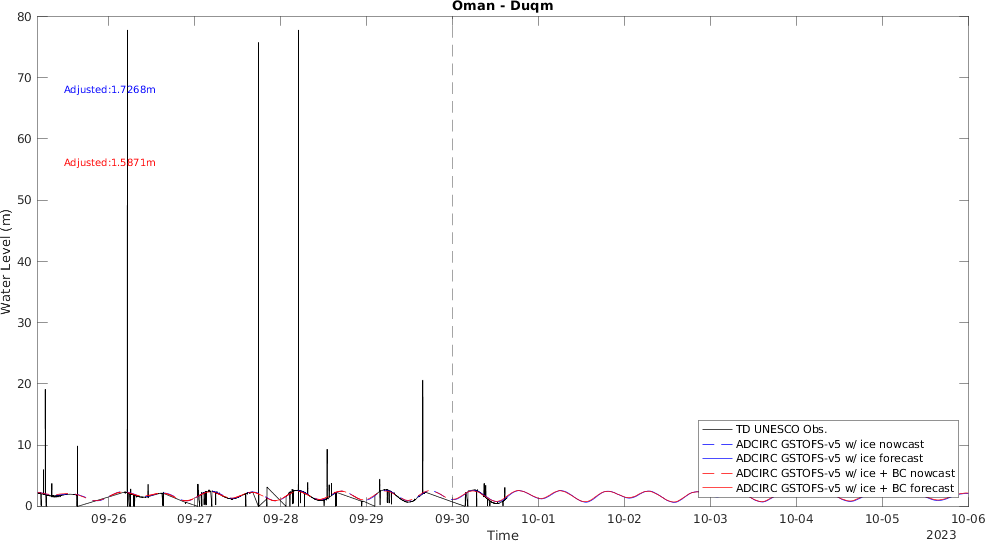 Oman - Duqm
80
70
60
50
40
30
20
10
0
Water Level (m)
Adjusted:1.7268m
Adjusted:1.5871m
TD UNESCO Obs.
ADCIRC GSTOFS-v5 w/ ice nowcast
ADCIRC GSTOFS-v5 w/ ice forecast
ADCIRC GSTOFS-v5 w/ ice + BC nowcast
ADCIRC GSTOFS-v5 w/ ice + BC forecast
09-26 09-27 09-28 09-29 09-30 10-01 10-02 10-03 10-04 10-05 10-06
Time
2023